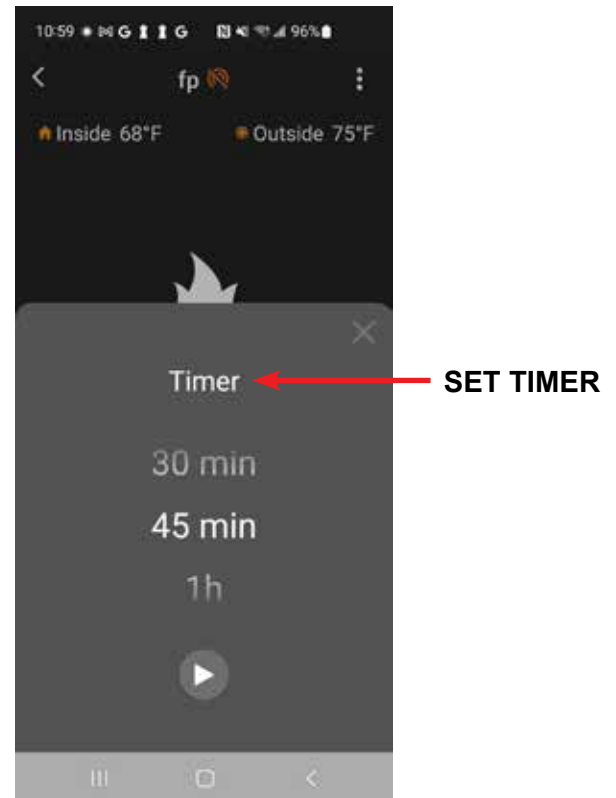 10:59 G G 96%
fp
Inside 68°F Outside 75°F
Timer
SET TIMER
30 min
45 min
1h